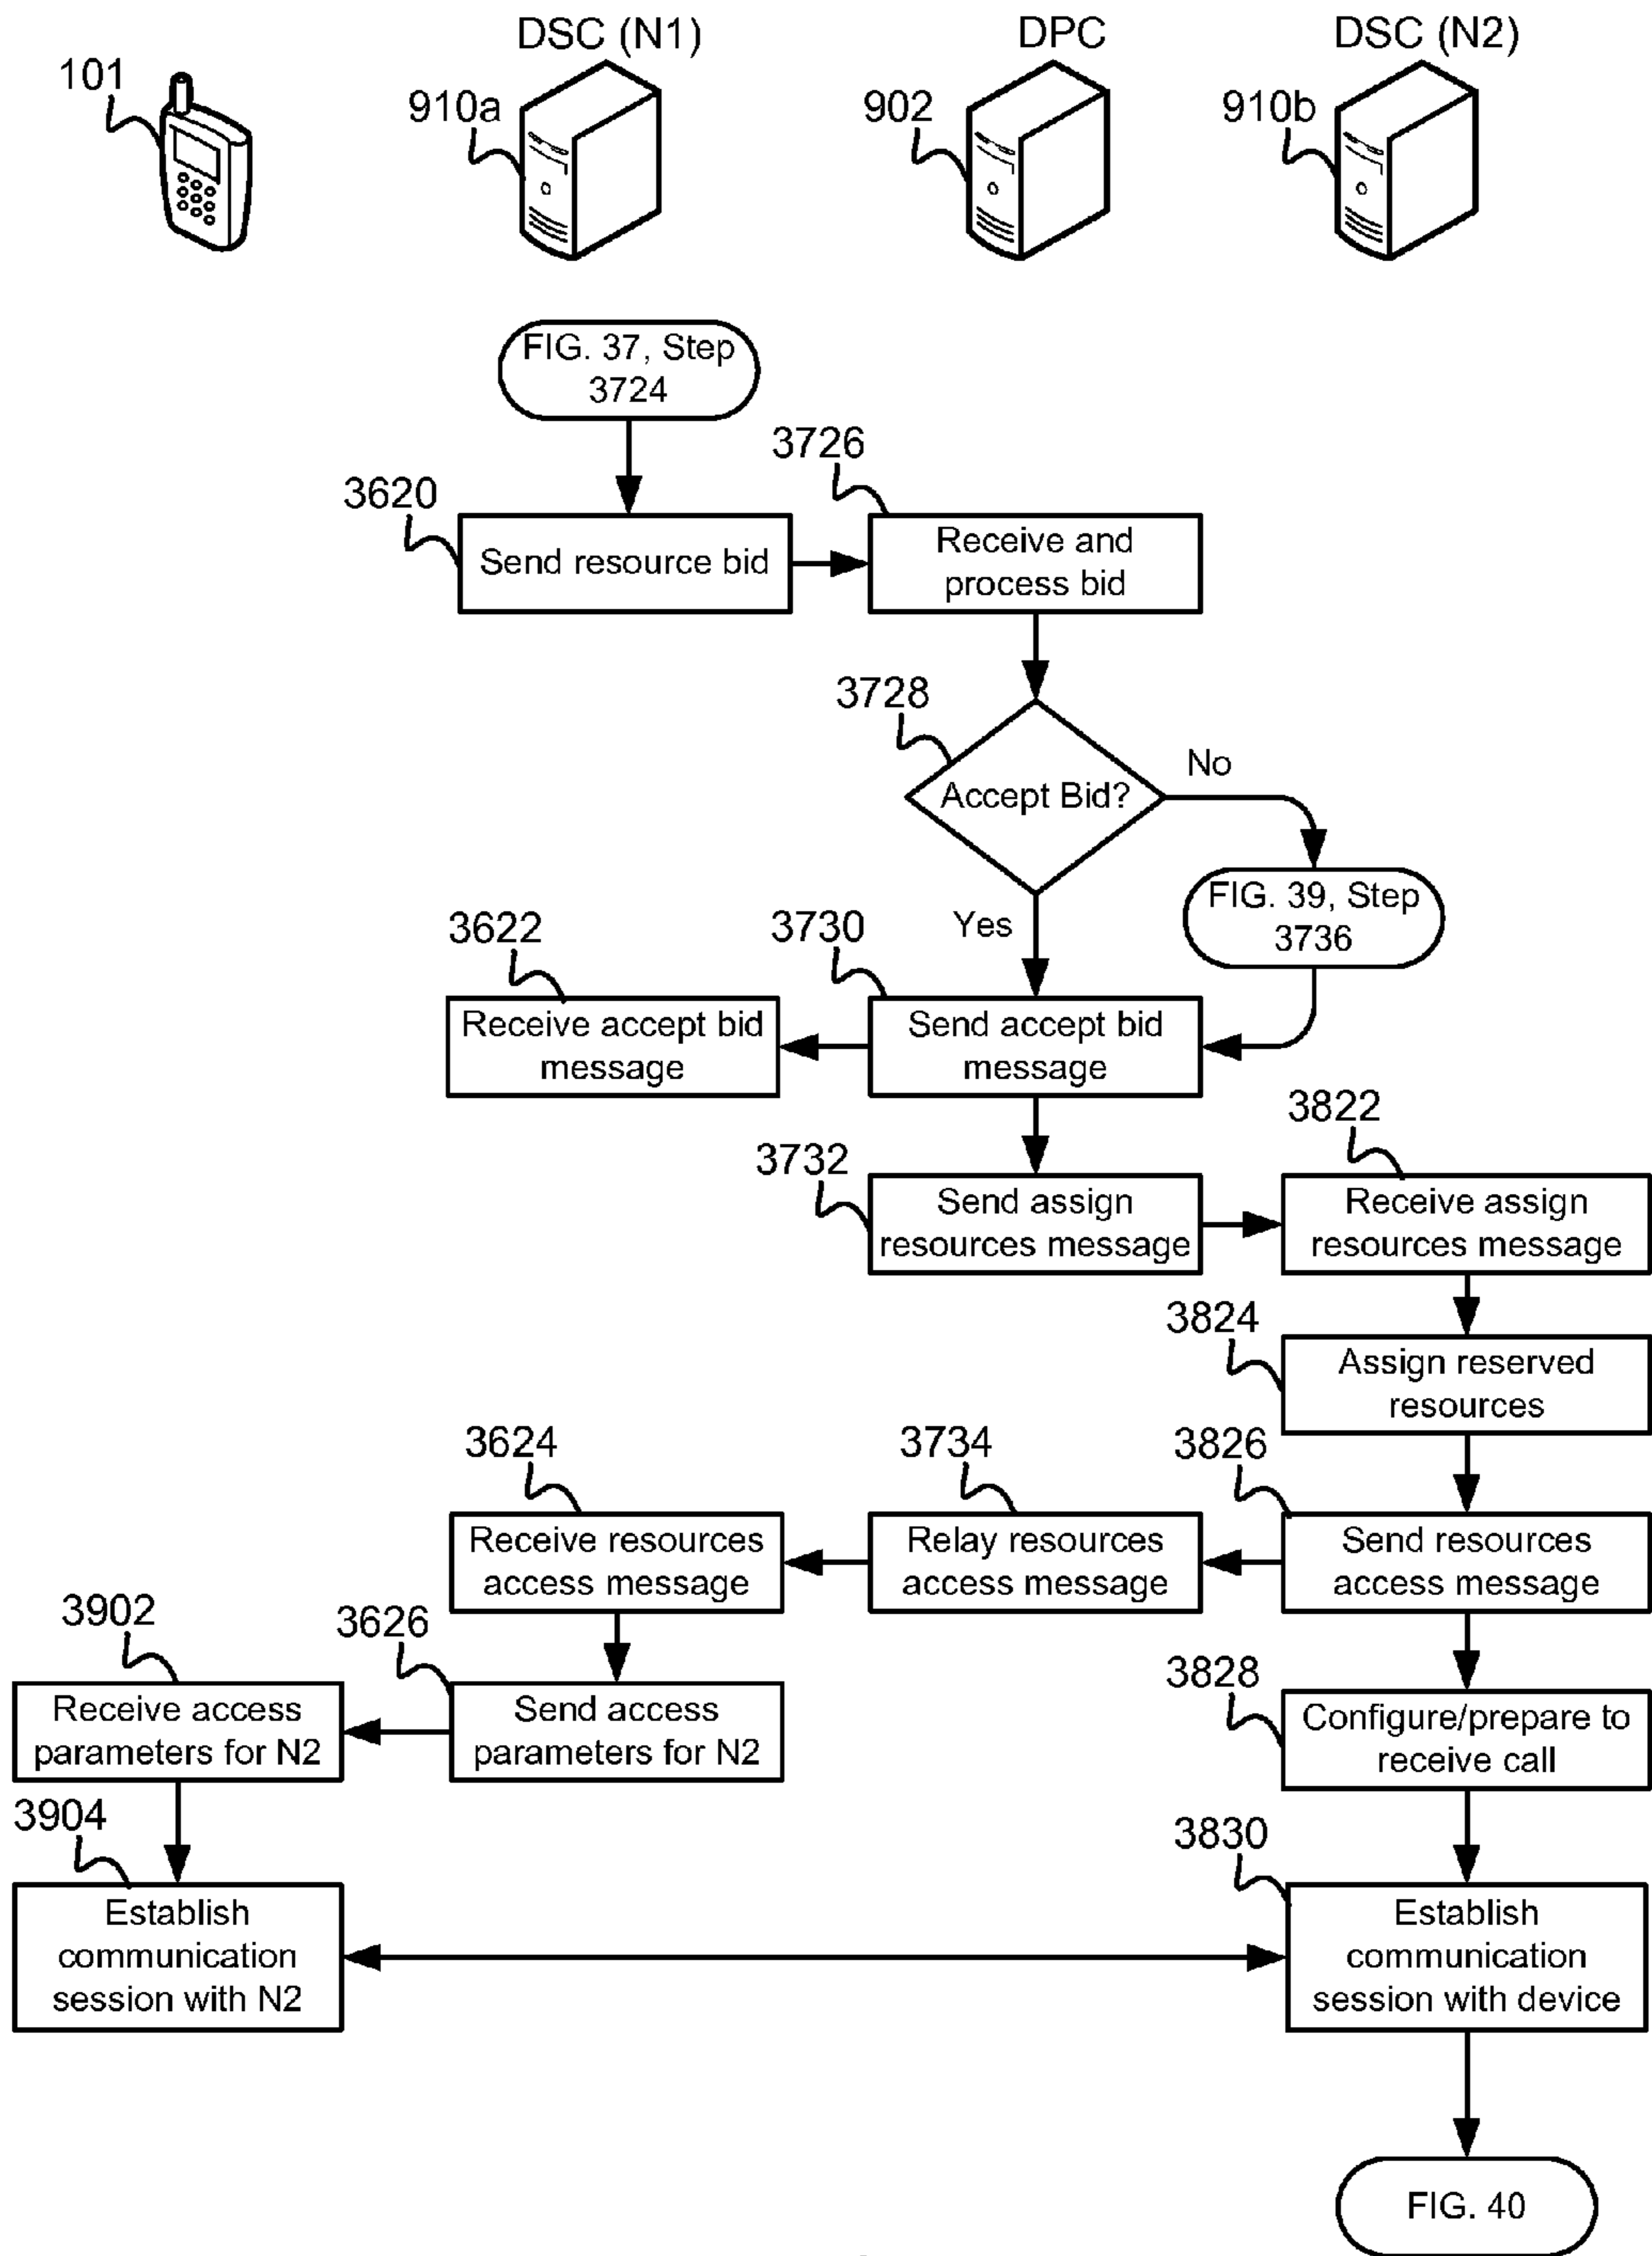 DSC (N1)
DPC
DSC (N2)
101
910a
902
910b
FIG. 37, Step
3724
3726
3620
Send resource bid
Receive and
process bid
3728
No
Accept Bid?
FIG. 39, Step
3736
Yes
3622
3730
Receive accept bid
message
Send accept bid
message
3822
3732
Send assign
resources message
Receive assign
resources message
3824
Assign reserved
resources
3624
3734
3826
Receive resources
access message
Relay resources
access message
Send resources
access message
3902
3626
3828
Receive access
parameters for N2
Send access
parameters for N2
Configure/prepare to
receive call
3904
3830
Establish
communication
session with N2
Establish
communication
session with device
FIG. 40